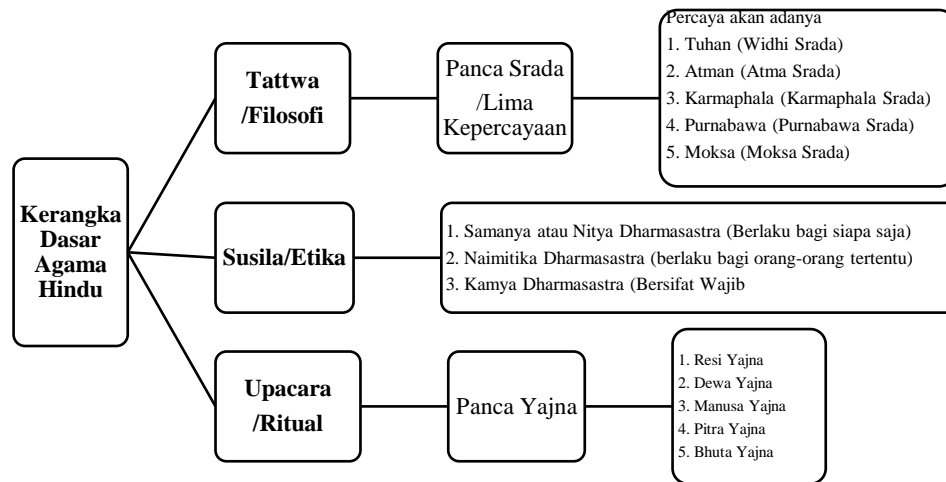 Kerangka
Dasar
Agama
Hindu
Tattwa
/Filosofi
Panca Srada
/Lima
Kepercayaan
Percaya akan adanya
1. Tuhan (Widhi Srada)
2. Atman (Atma Srada)
3. Karmaphala (Karmaphala Srada)
4. Purnabawa (Purnabawa Srada)
5. Moksa (Moksa Srada)
Susila/Etika
1. Samanya atau Nitya Dharmasastra (Berlaku bagi siapa saja)
2. Naimitika Dharmasastra (berlaku bagi orang-orang tertentu)
3. Kamya Dharmasastra (Bersifat Wajib
Upacara
/Ritual
Panca Yajna
1. Resi Yajna
2. Dewa Yajna
3. Manusa Yajna
4. Pitra Yajna
5. Bhuta Yajna